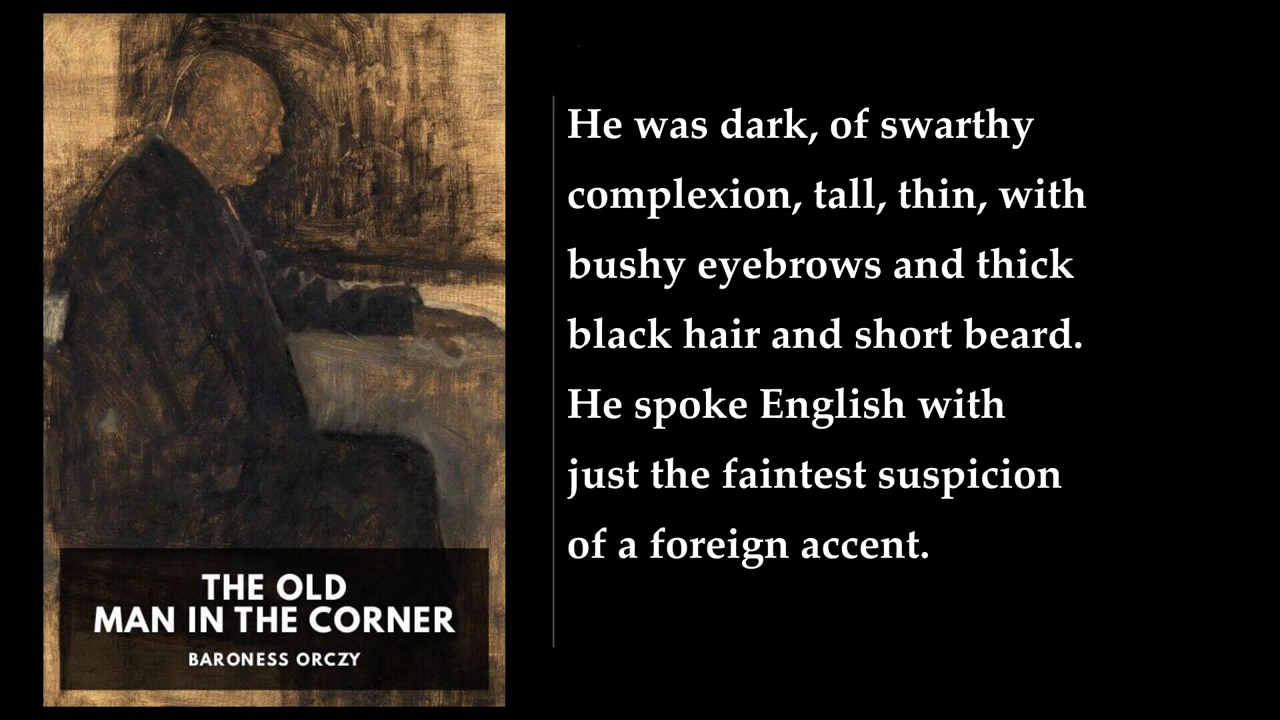 THE OLD
MAN IN THE CORNER
BARONESS ORCZY
He was dark, of swarthy
complexion, tall, thin, with
bushy eyebrows and thick
black hair and short beard.
He spoke English with
just the faintest suspicion
of a foreign accent.